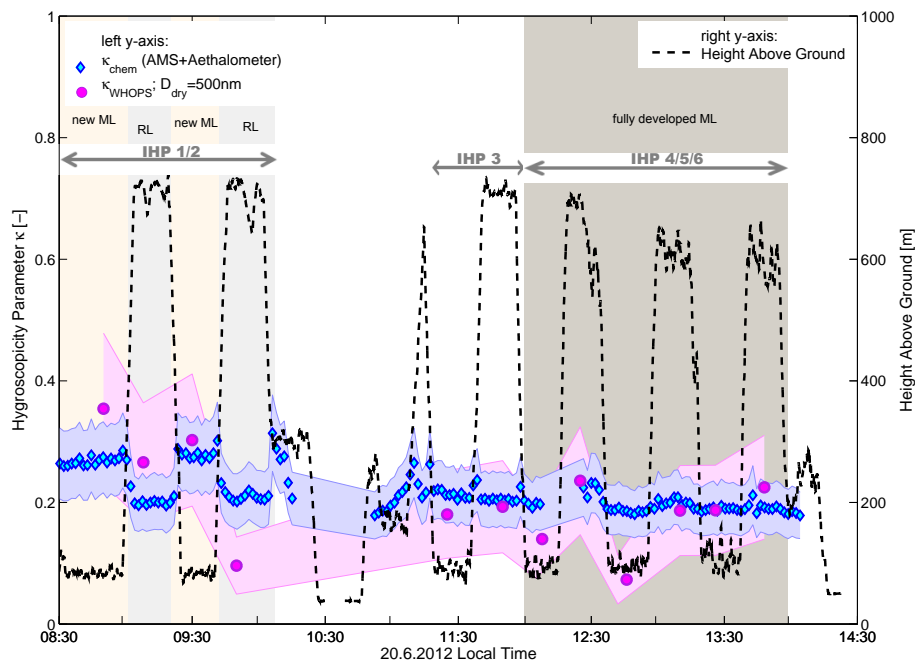 1
0.8
0.6
0.4
0.2
0
Hygroscopicity Parameter κ [−]
left y-axis:
κchem (AMS+Aethalometer)
κWHOPS; Ddry=500nm
right y-axis:
Height Above Ground
new ML
RL
new ML
RL
fully developed ML
IHP 1/2
IHP 3
IHP 4/5/6
1000
800
600
400
200
0
Height Above Ground [m]
08:30 09:30 10:30 11:30 12:30 13:30 14:30
20.6.2012 Local Time